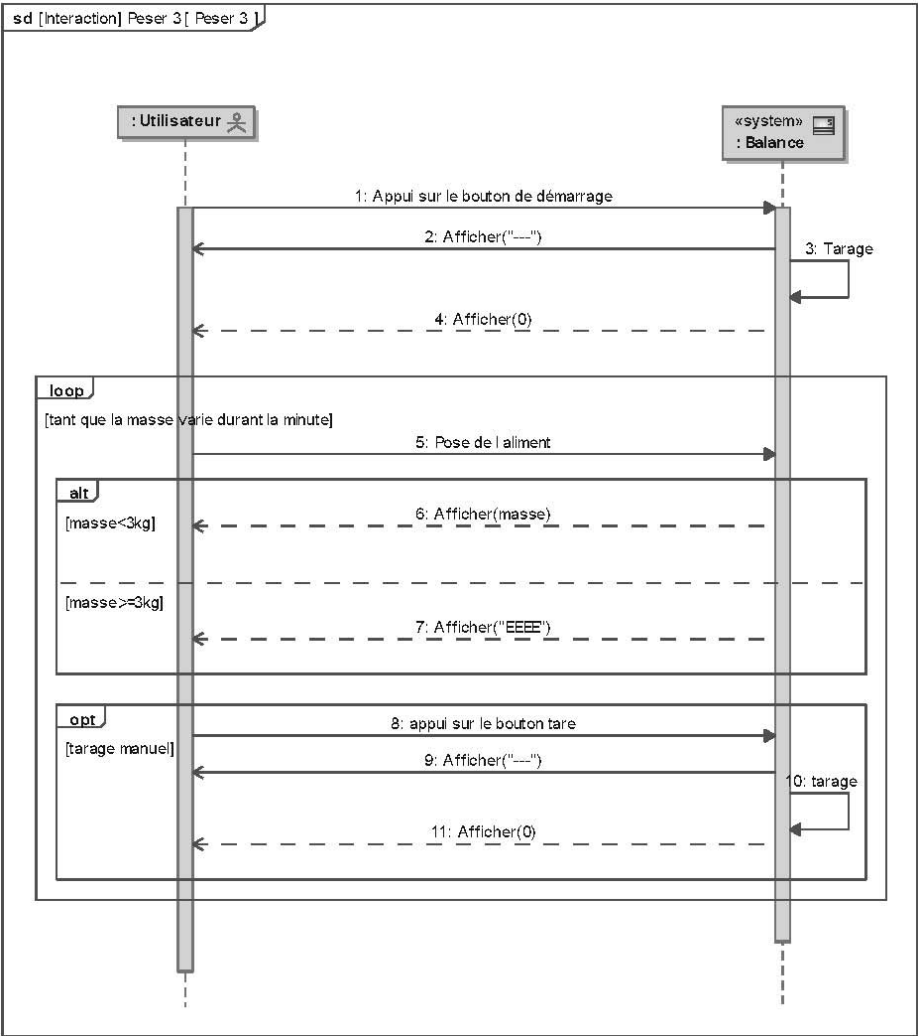 sd [Interaction] Peser 3 [ Peser 3 ]
: Utilisateur
«system»
: Balance
1: Appui sur le bouton de démarrage
2: Afficher("---")
3: Tarage
4: Afficher(0)
loop
[tant que la masse varie durant la minute]
5: Pose de l aliment
alt
[masse<3kg]
6: Afficher(masse)
[masse>=3kg]
7: Afficher("EEEE")
opt
[tarage manuel]
8: appui sur le bouton tare
9: Afficher("---")
10: tarage
11: Afficher(0)